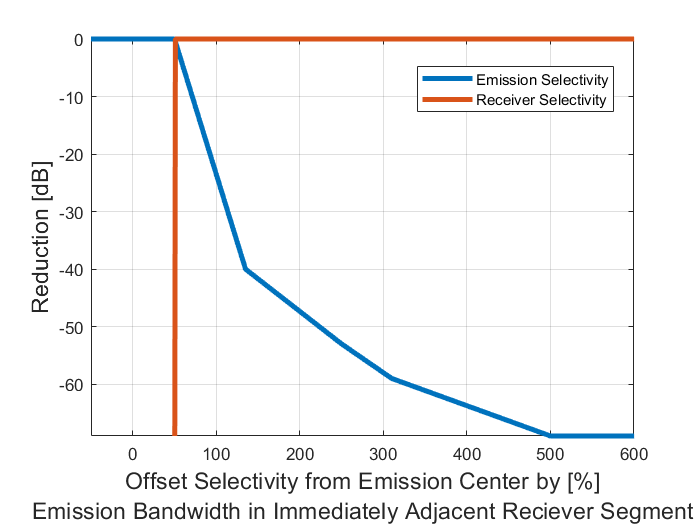 0
-10
-20
-30
-40
-50
-60
Reduction [dB]
Emission Selectivity
Receiver Selectivity
0 100 200 300 400 500 600
Offset Selectivity from Emission Center by [%]
Emission Bandwidth in Immediately Adjacent Reciever Segment